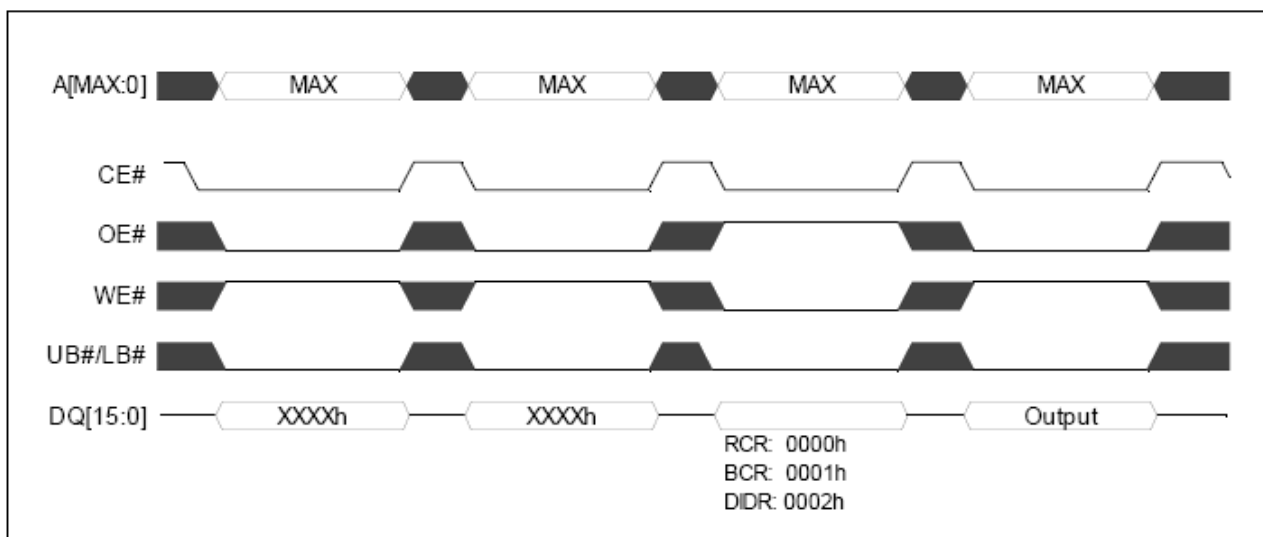 A[MAX:0] MAX MAX MAX MAX
CE#
OE#
WE#
UB#/LB#
DQ[15:0] XXXXh XXXXh Output
RCR: 0000h
BCR: 0001h
DIDR: 0002h